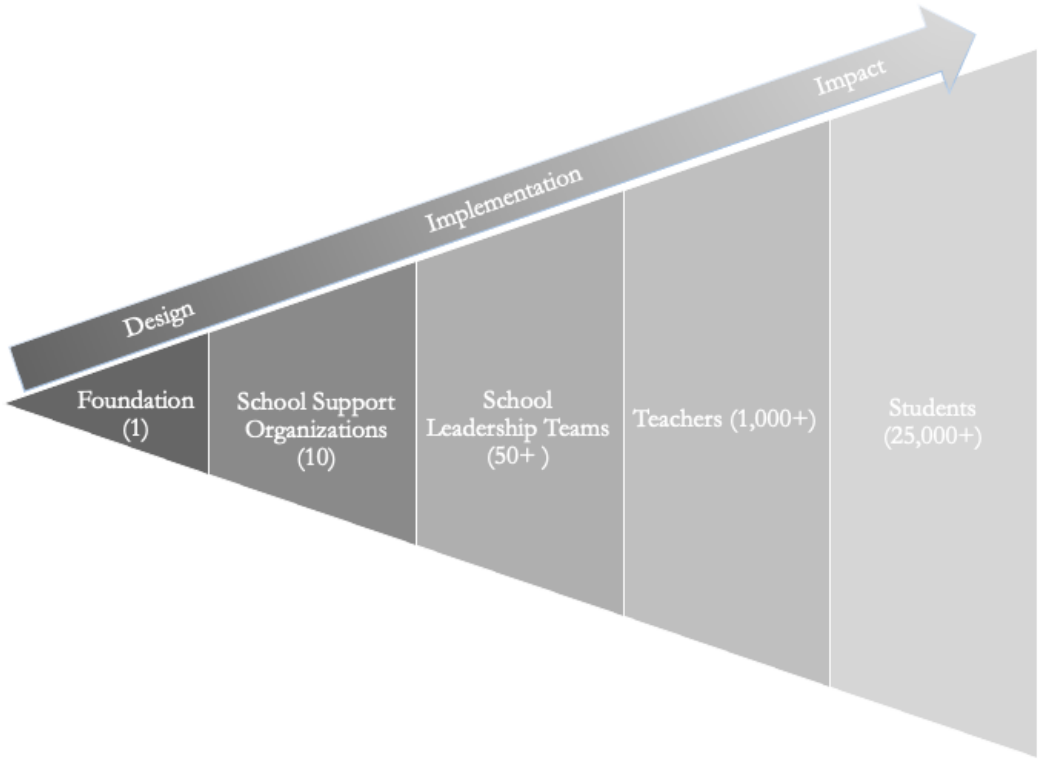 Design
Implementation
Impact
Foundation
(1)
School Support
Organizations
(10)
School
Leadership Teams
(50+ )
Teachers (1,000+)
Students
(25,000+)